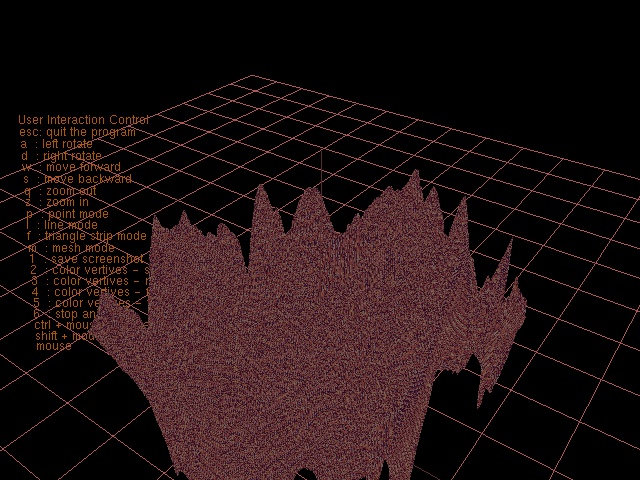 User Interaction Control
esc: quit the program
a : left rotate
d : right rotate
w : move forward
s : move backward
q : zoom out
z : zoom in
p : point mode
l : line mode
f : triangle strip mode
m : mesh mode
1 : save screenshot
2 : color vertives - s
3 : color vertives - r
4 : color vertives -
5 : color vertives -
6 : stop an
ctrl + mous
shift + mou
mouse